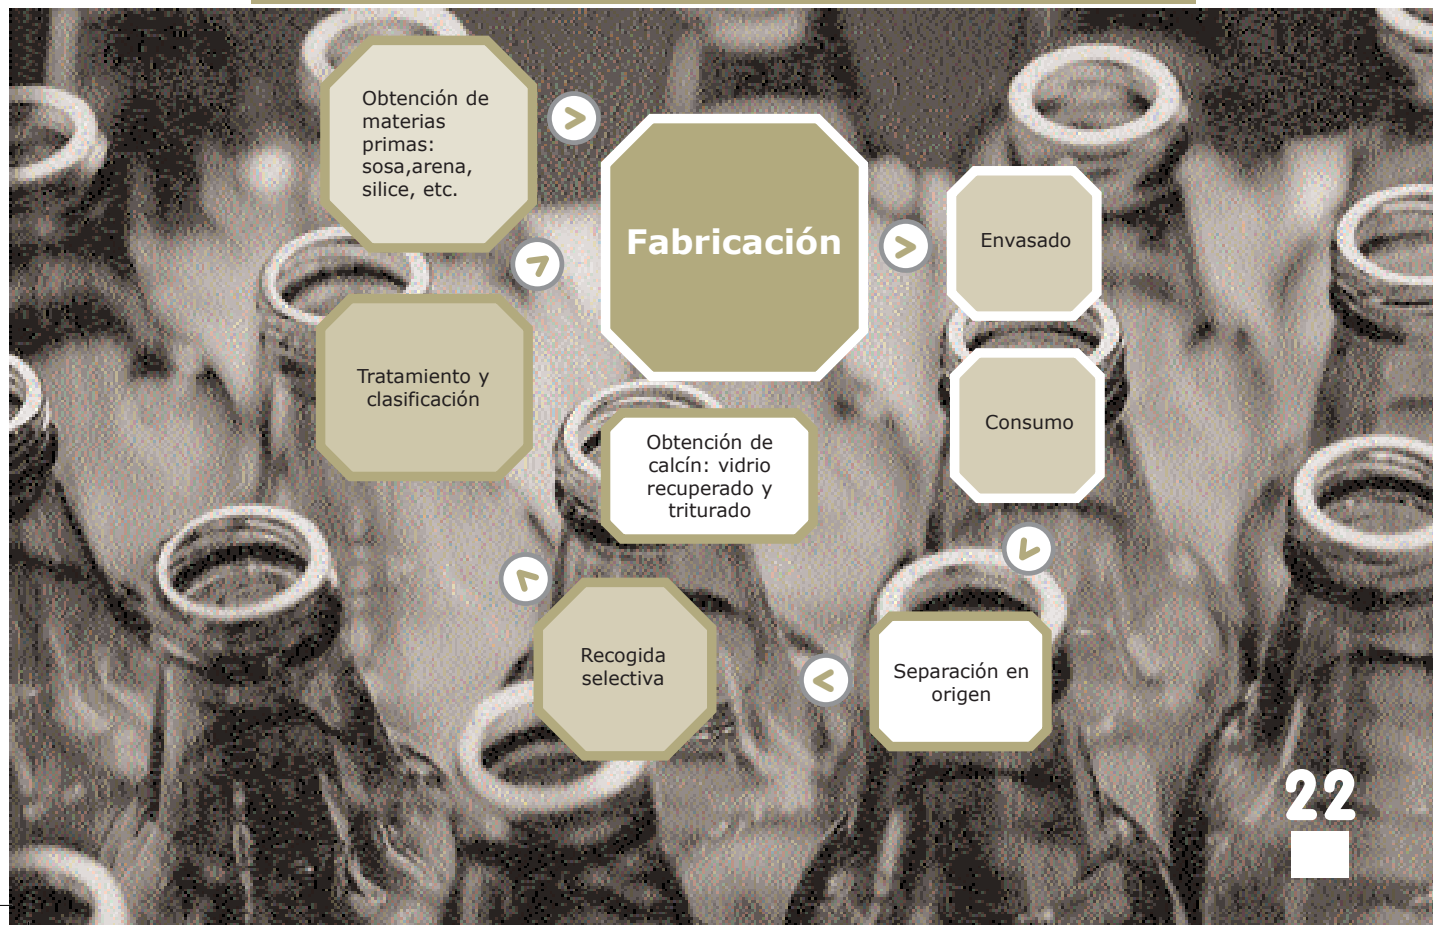 Obtención de
materias
primas:
sosa,arena,
silice, etc.
Fabricación
Envasado
Tratamiento y
clasificación
Consumo
Obtención de
calcín: vidrio
recuperado y
triturado
Recogida
selectiva
Separación en
origen
22